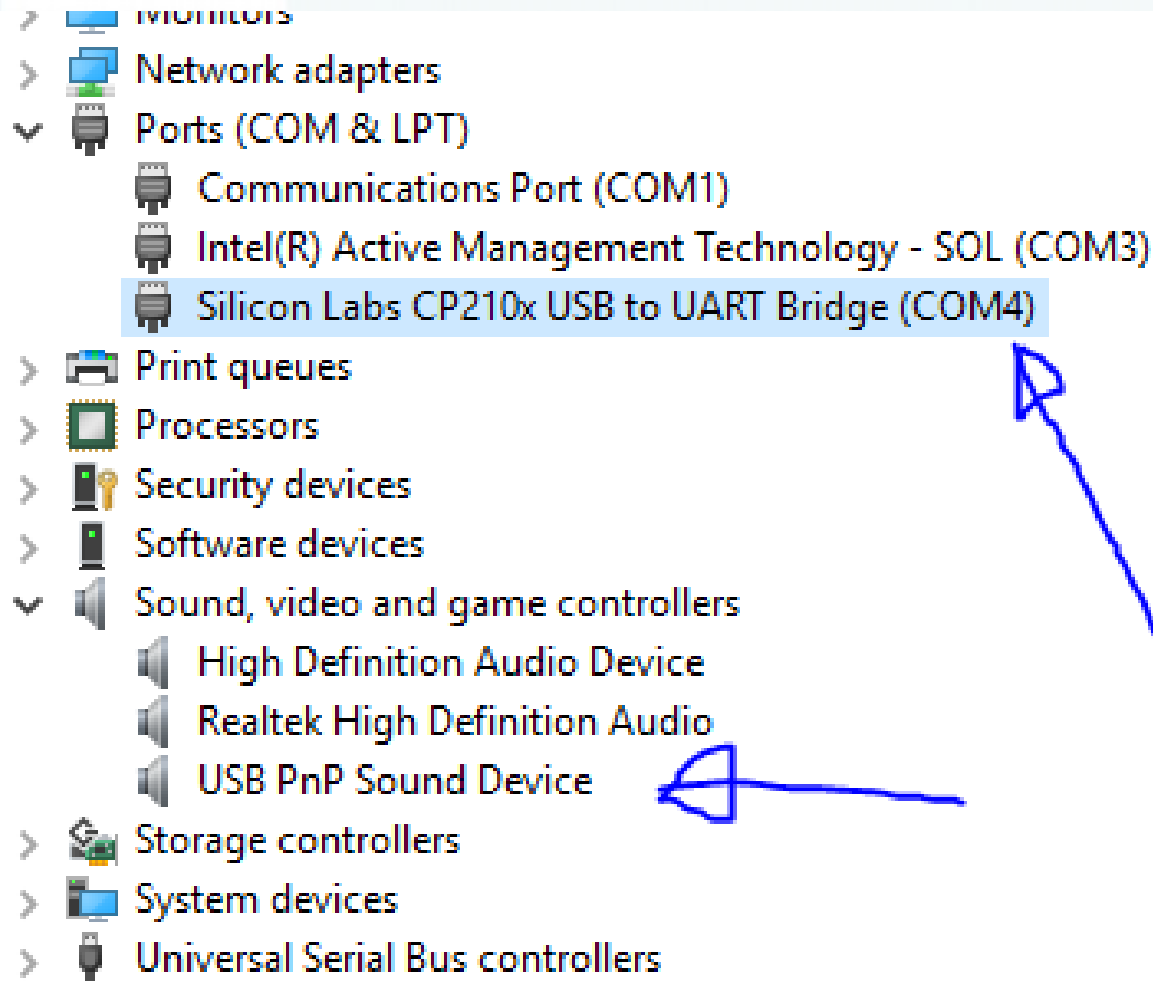 Monitors
Network adapters
Ports (COM & LPT)
Communications Port (COM1)
Intel(R) Active Management Technology - SOL (COM3)
Silicon Labs CP210x USB to UART Bridge (COM4)
Print queues
Processors
Security devices
Software devices
Sound, video and game controllers
High Definition Audio Device
Realtek High Definition Audio
USB PnP Sound Device
Storage controllers
System devices
Universal Serial Bus controllers